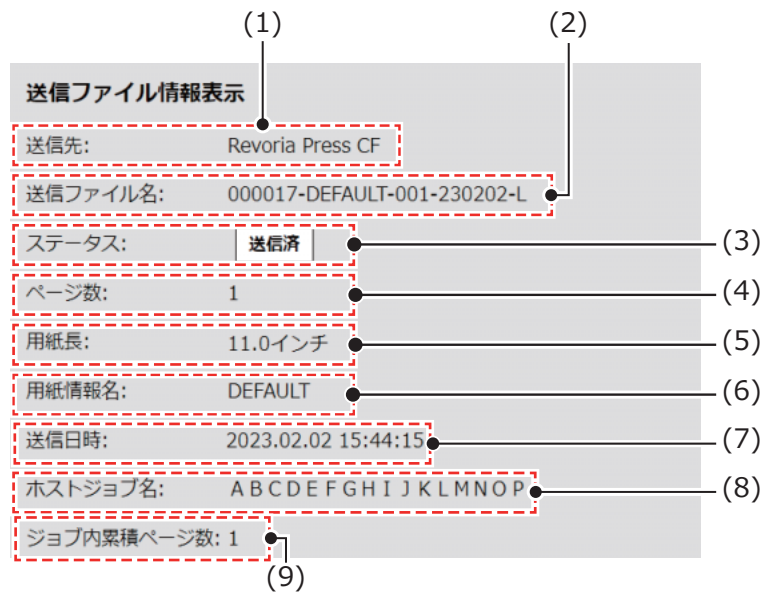 (1) (2)
送信ファイル情報表示
送信先: Revoria Press CF
送信ファイル名: 000017-DEFAULT-001-230202-L
ステータス: 送信済 (3)
ページ数: 1 (4)
用紙長: 11.0インチ (5)
用紙情報名: DEFAULT (6)
送信日時: 2023.02.02 15:44:15 (7)
ホストジョブ名: A B C D E F G H I J K L M N O P (8)
ジョブ内累積ページ数: 1
(9)